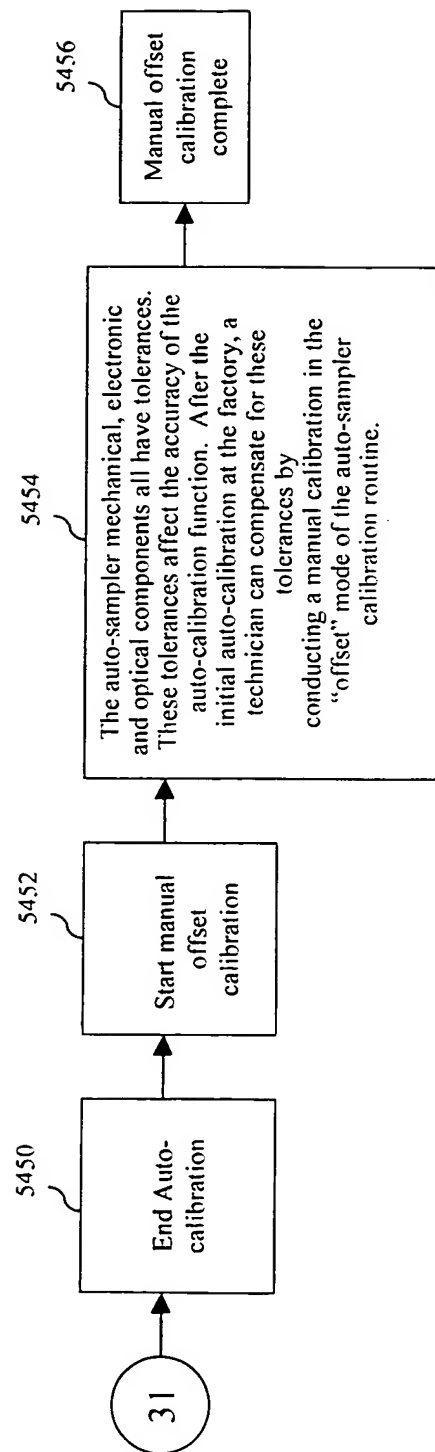 31
5450
End Auto-
calibration
5452
Start manual
offset
calibration
5454
The auto-sampler mechanical, electronic
and optical components all have tolerances.
These tolerances affect the accuracy of the
auto-calibration function. After the
initial auto-calibration at the factory, a
technician can compensate for these
tolerances by
conducting a manual calibration in the
"offset" mode of the auto-sampler
calibration routine.
5456
Manual offset
calibration
complete